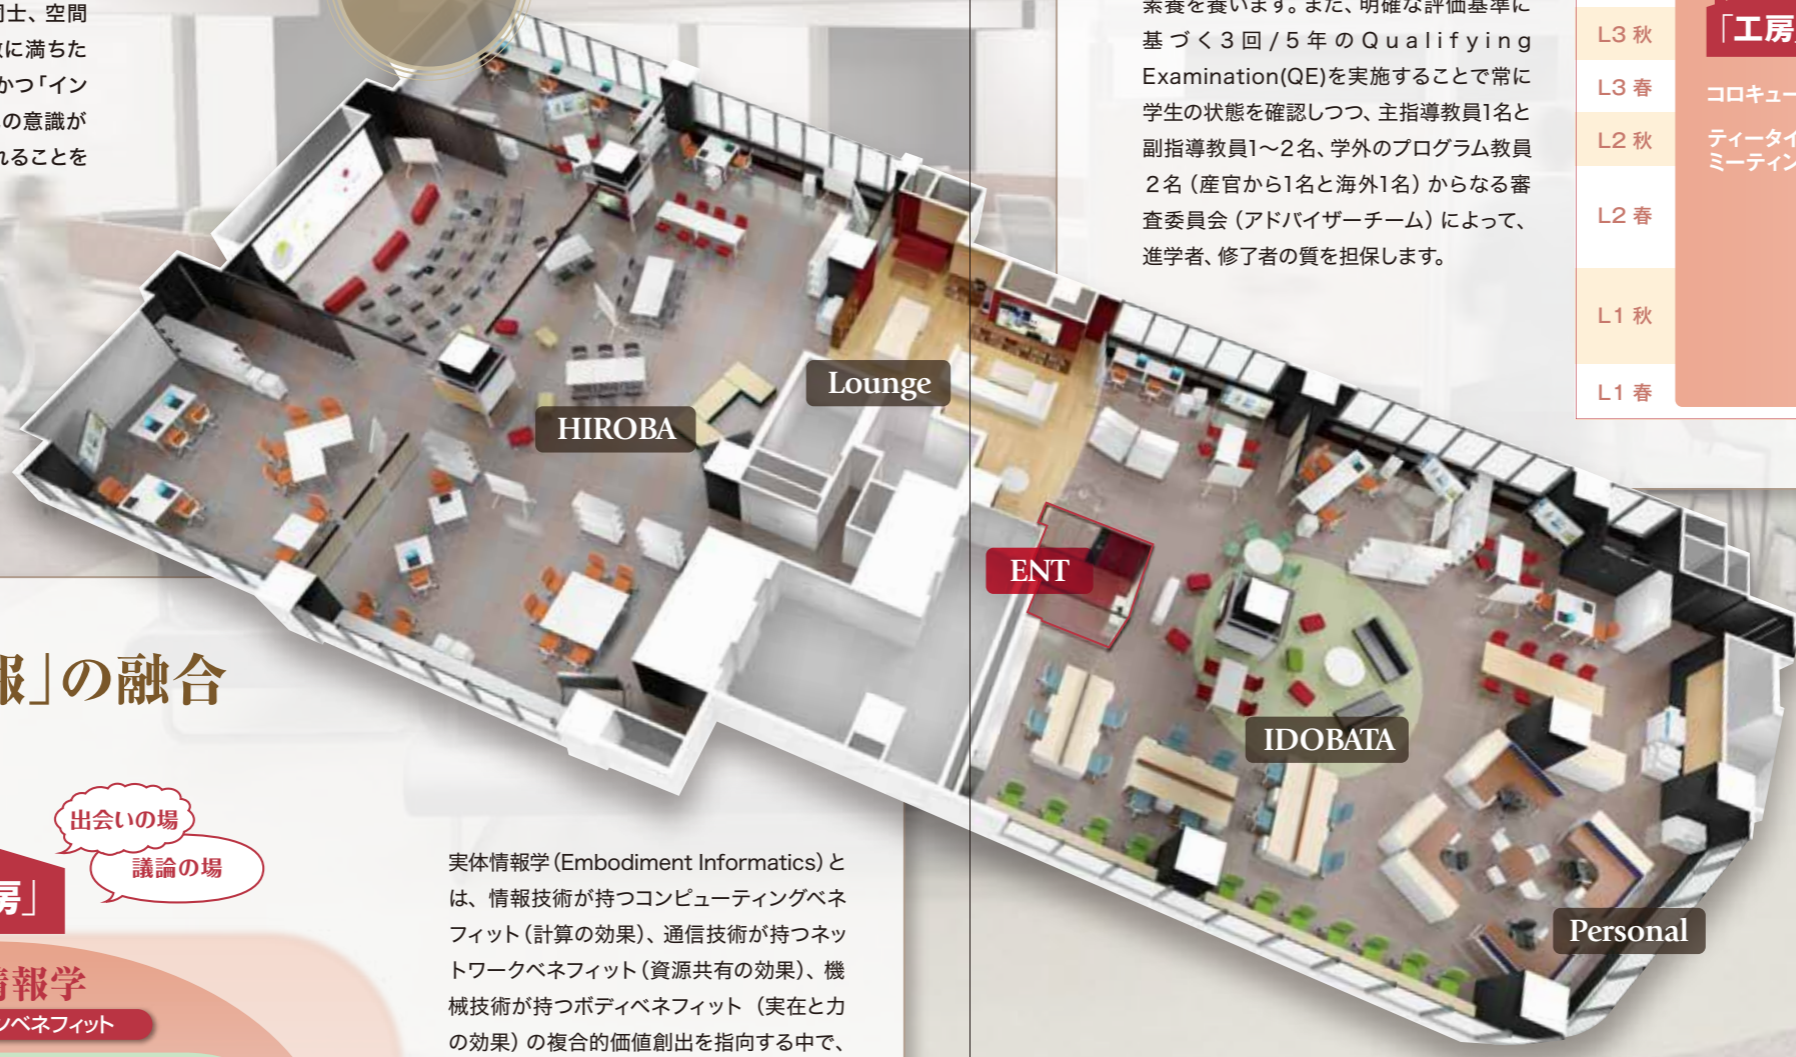 士、空間
に満ちた
かつ「イン
の意識が
れることを
素養を養います。また、明確な評価基準に
基づく3回/5年のQualifying
Examination(QE)を実施することで常に
学生の状態を確認しつつ、主指導教員1名と
副指導教員1～2名、学外のプログラム教員
2名（産官から1名と海外1名）からなる審
査委員会（アドバイザーチーム）によって、
進学者、修了者の質を担保します。
L3 秋
L3 春
L2 秋
L2 春
L1 秋
L1 春
「工房
コロキュー
ティータイ
ミーティン
Lounge
HIROBA
ENT
IDOBATA
Personal
報」の融合
出会いの場
議論の場
房」
情報学
ンベネフィット
実体情報学（Embodiment Informatics）と
は、情報技術が持つコンピューティングベネ
フィット（計算の効果）、通信技術が持つネッ
トワークベネフィット（資源共有の効果）、機
械技術が持つボディベネフィット（実在と力
の効果）の複合的価値創出を指向する中で、